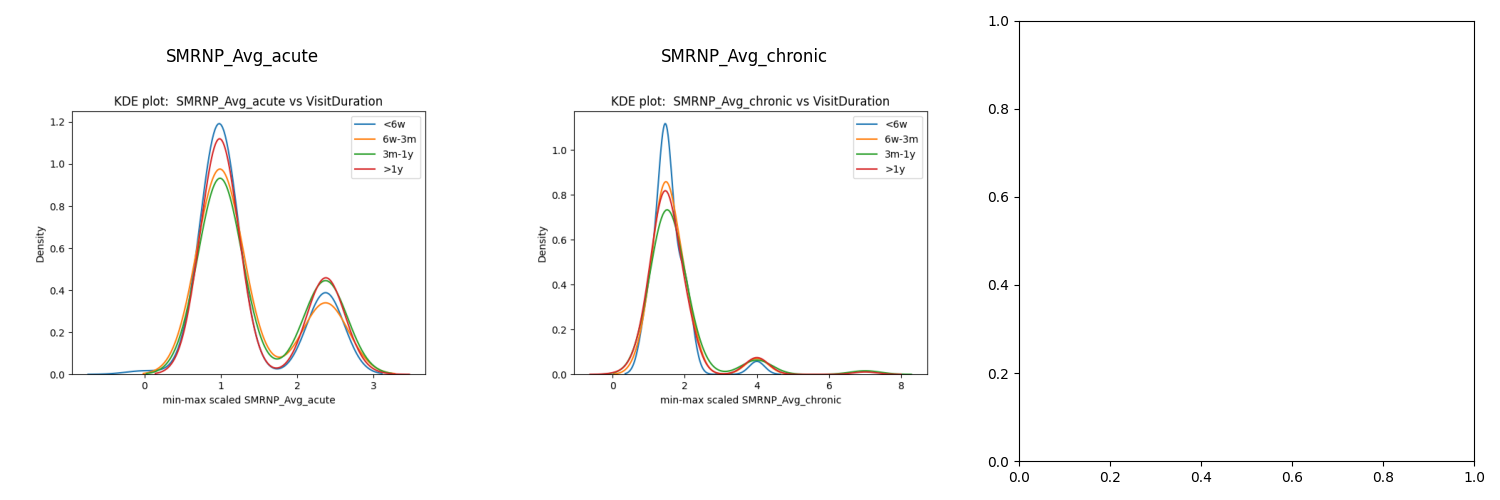 SMRNP_Avg_acute
KDE plot:  SMRNP_Avg_acute vs VisitDuration
<6w
6w-3m
3m-1y
>1y
1.2
1.0
0.8
0.6
0.4
0.2
0.0
Density
0 1 2 3
min-max scaled SMRNP_Avg_acute
SMRNP_Avg_chronic
KDE plot:  SMRNP_Avg_chronic vs VisitDuration
<6w
6w-3m
3m-1y
>1y
1.0
0.8
0.6
0.4
0.2
0.0
Density
0 2 4 6 8
min-max scaled SMRNP_Avg_chronic
1.0
0.8
0.6
0.4
0.2
0.0
0.0 0.2 0.4 0.6 0.8 1.0